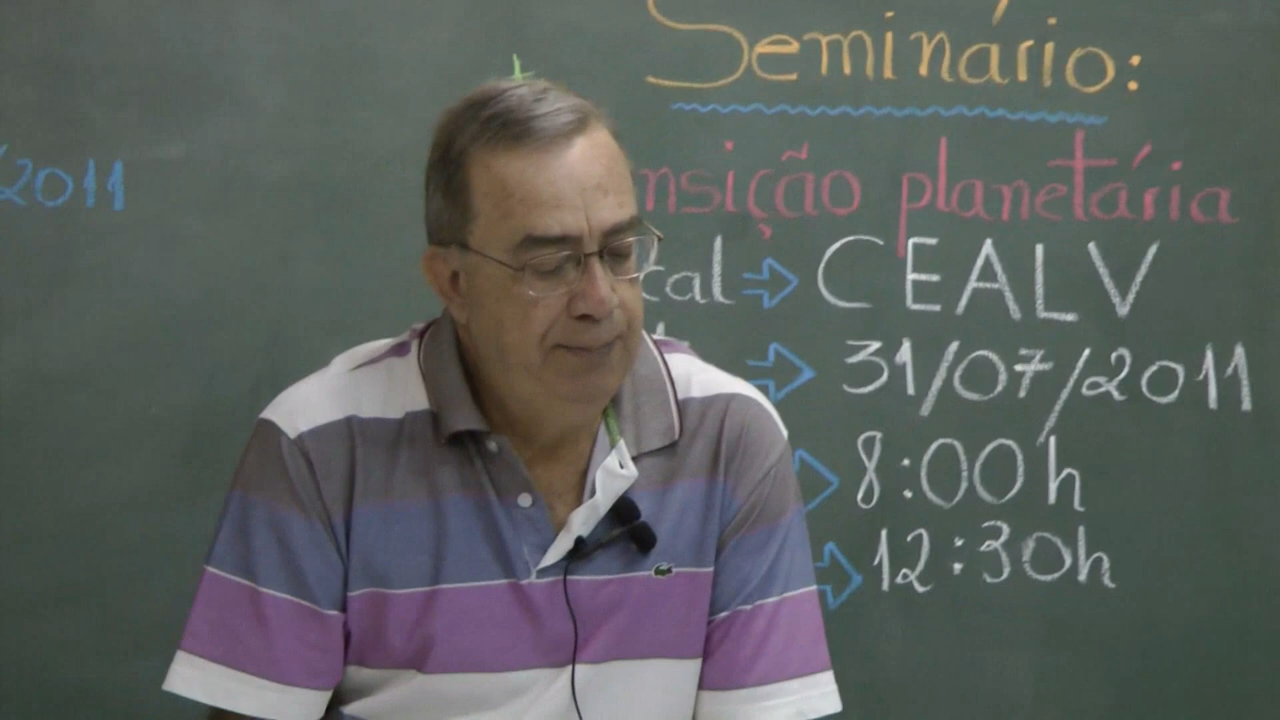 Seminário:
/2011
nsição planetária
cal → CEALV
→ 31/07/2011
→ 8:00h
→ 12:30h